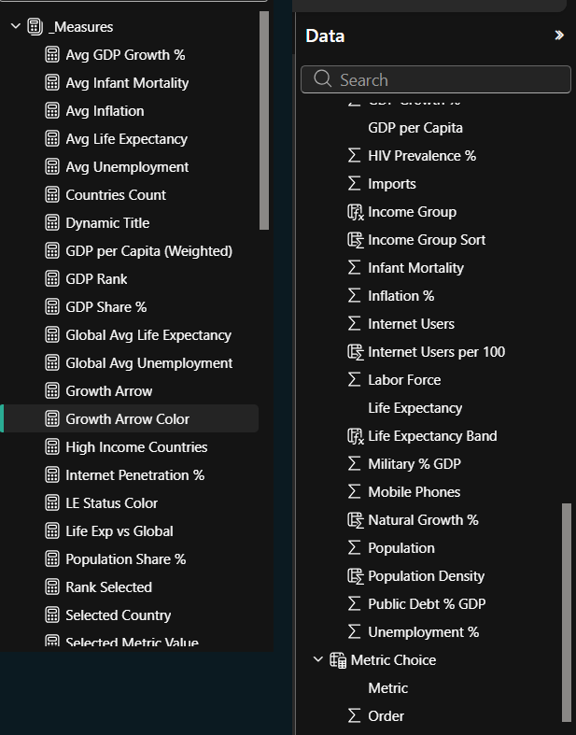 _Measures
Avg GDP Growth %
Avg Infant Mortality
Avg Inflation
Avg Life Expectancy
Avg Unemployment
Countries Count
Dynamic Title
GDP per Capita (Weighted)
GDP Rank
GDP Share %
Global Avg Life Expectancy
Global Avg Unemployment
Growth Arrow
Growth Arrow Color
High Income Countries
Internet Penetration %
LE Status Color
Life Exp vs Global
Population Share %
Rank Selected
Selected Country
Selected Metric Value
Data
Search
GDP Growth %
GDP per Capita
HIV Prevalence %
Imports
Income Group
Income Group Sort
Infant Mortality
Inflation %
Internet Users
Internet Users per 100
Labor Force
Life Expectancy
Life Expectancy Band
Military % GDP
Mobile Phones
Natural Growth %
Population
Population Density
Public Debt % GDP
Unemployment %
Metric Choice
Metric
Order